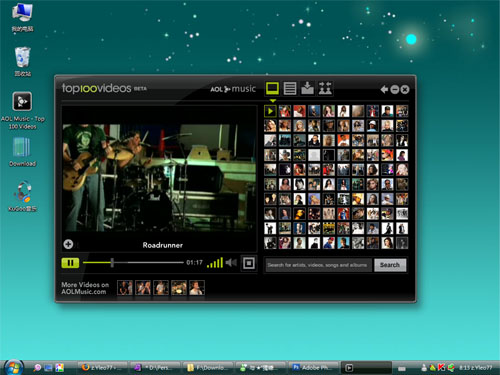 我的电脑
回收站
AOL Music - Top
100 Videos
Download
KuGoo音乐
top100videos BETA
AOL music
Roadrunner
01:17
Search for artists, videos, songs and albums
Search
More Videos on
AOLMusic.com
z.Yleo77 -
* D:\Pers
F:\Downlo
Adobe Ph
8:13 z.Yleo77